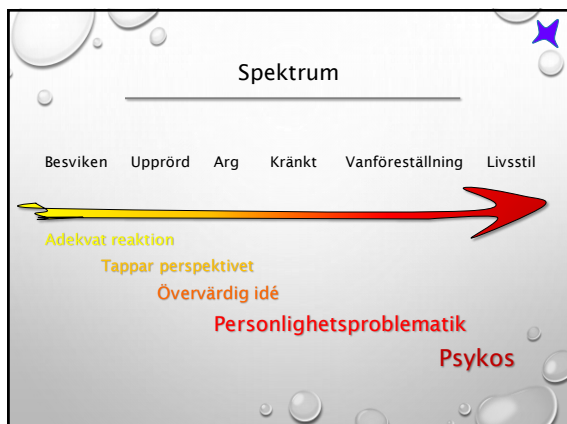 Spektrum
Besviken Upprörd Arg Kränkt Vanföreställning Livsstil
Adekvat reaktion
Tappar perspektivet
Övervärdig idé
Personlighetsproblematik
Psykos